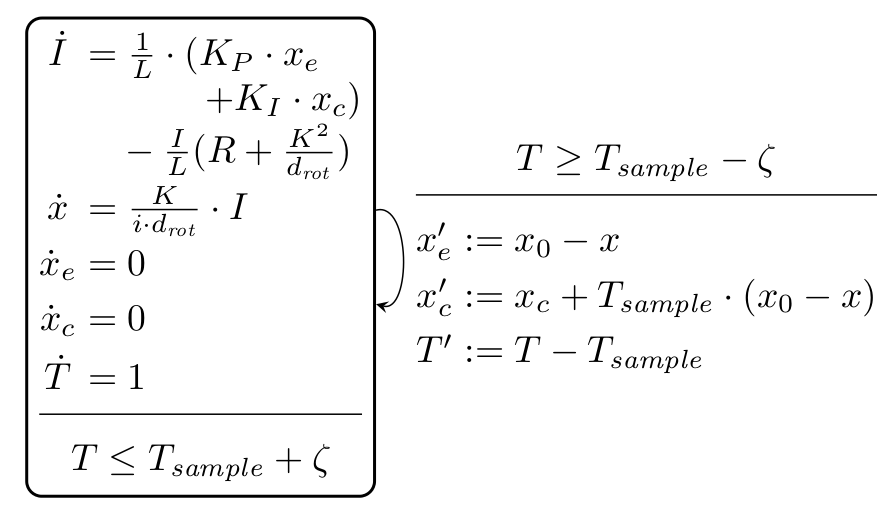 İ = 1/L · (K_P · x_e
+K_I · x_c)
− I/L(R + K²/d_rot)
ẋ = K/(i·d_rot) · I
ẋ_e = 0
ẋ_c = 0
Ṫ = 1
T ≤ T_sample + ζ
T ≥ T_sample − ζ
x′_e := x_0 − x
x′_c := x_c + T_sample · (x_0 − x)
T′ := T − T_sample